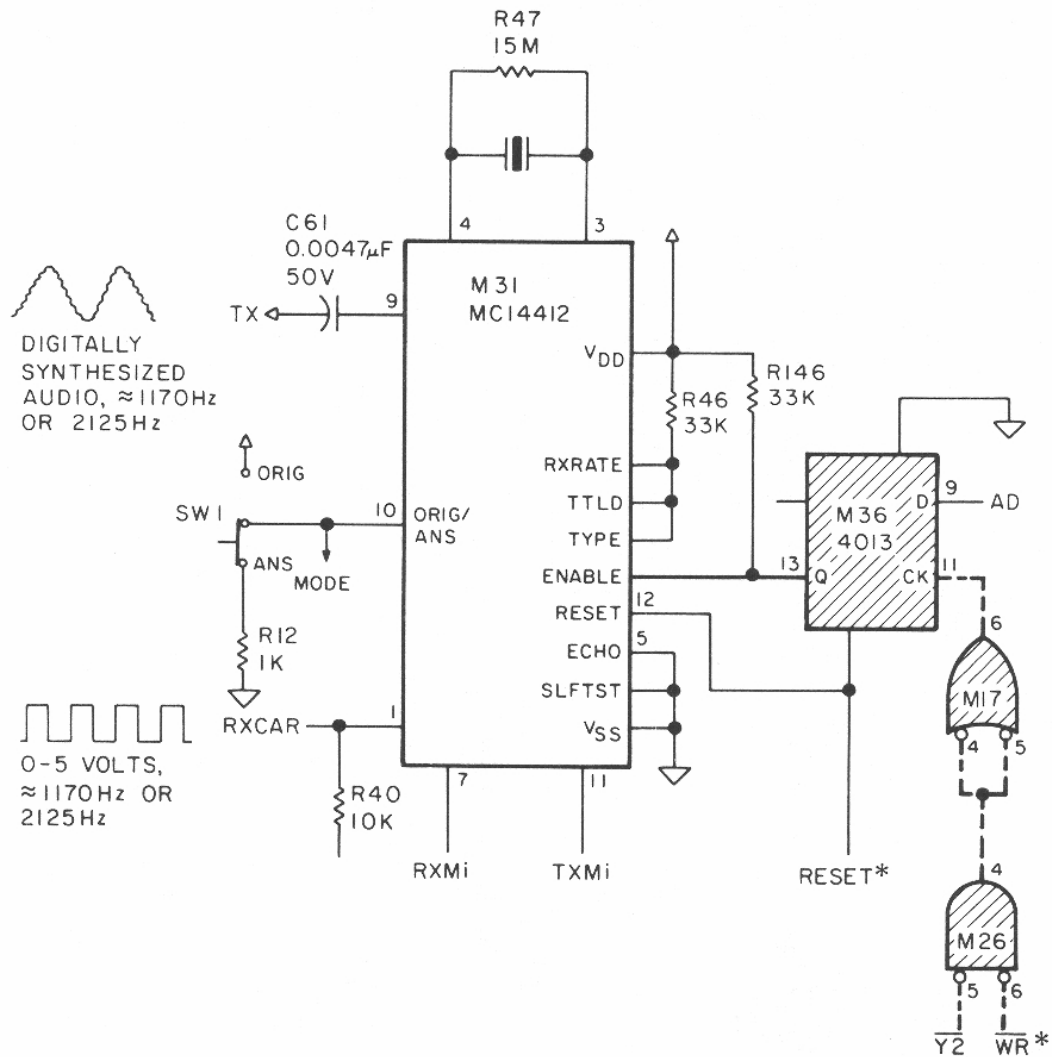 R47
15M
4
3
C61
0.0047µF
50V
9
TX
M31
MC14412
DIGITALLY
SYNTHESIZED
AUDIO, ≈1170Hz
OR 2125Hz
VDD
R46
33K
R146
33K
ORIG
RXRATE
TTLD
TYPE
SW1
10
ORIG/
ANS
ANS
MODE
ENABLE
13
Q
M36
4013
D
9
AD
CK
11
RESET
12
ECHO
5
SLFTST
VSS
R12
1K
6
M17
4
5
RXCAR
1
0-5 VOLTS,
≈1170Hz OR
2125Hz
R40
10K
7
11
RXMi
TXMi
RESET*
4
M26
5
6
Y2
WR*